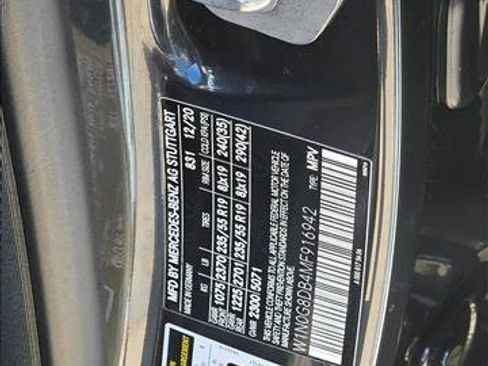 MFD BY MERCEDES-BENZ AG STUTTGART
831 12/20
KG LB TIRES RIM SIZE COLD KPA (PSI)
GAWR FRONT 1075 2370 235/55 R19 8Jx19 240(35)
GAWR REAR 1225 2701 235/55 R19 8Jx19 290(42)
GVWR 2300 5071
THIS VEHICLE CONFORMS TO ALL APPLICABLE FEDERAL MOTOR VEHICLE
SAFETY AND THEFT PREVENTION STANDARDS IN EFFECT
ON THE DATE OF MANUFACTURE SHOWN ABOVE
W1N0G8DB4MF916942 TYPE: MPV